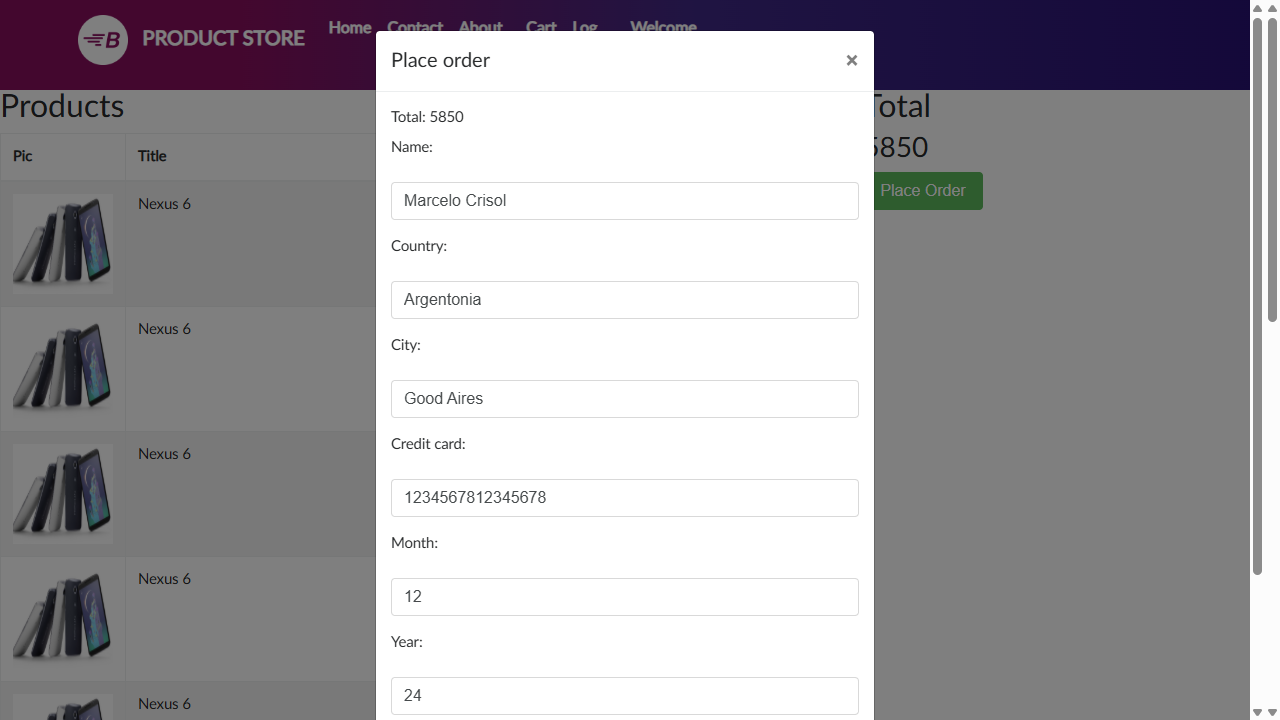 PRODUCT STORE
Home Contact About Cart Log Welcome
Place order ×
Products
Total
Total: 5850
5850
Name:
Pic Title
Place Order
Marcelo Crisol
Nexus 6
Country:
Argentonia
Nexus 6
City:
Good Aires
Credit card:
Nexus 6
1234567812345678
Month:
Nexus 6
12
Year:
24
Nexus 6